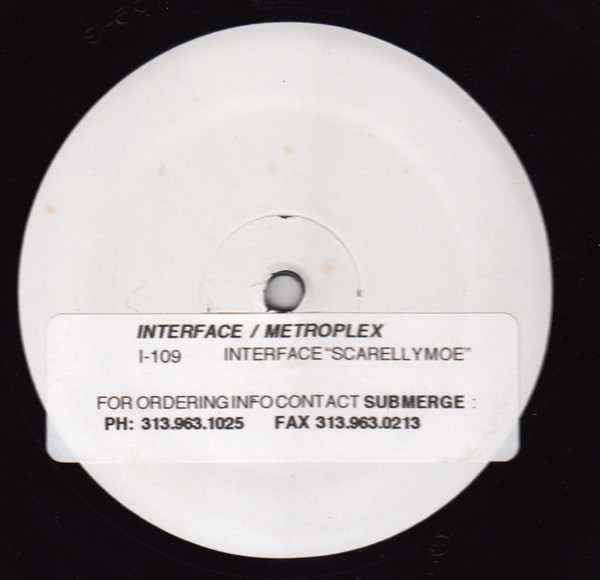 INTERFACE / METROPLEX
I-109 INTERFACE "SCARELLYMOE"
FOR ORDERING INFO CONTACT SUBMERGE :
PH: 313.963.1025 FAX 313.963.0213